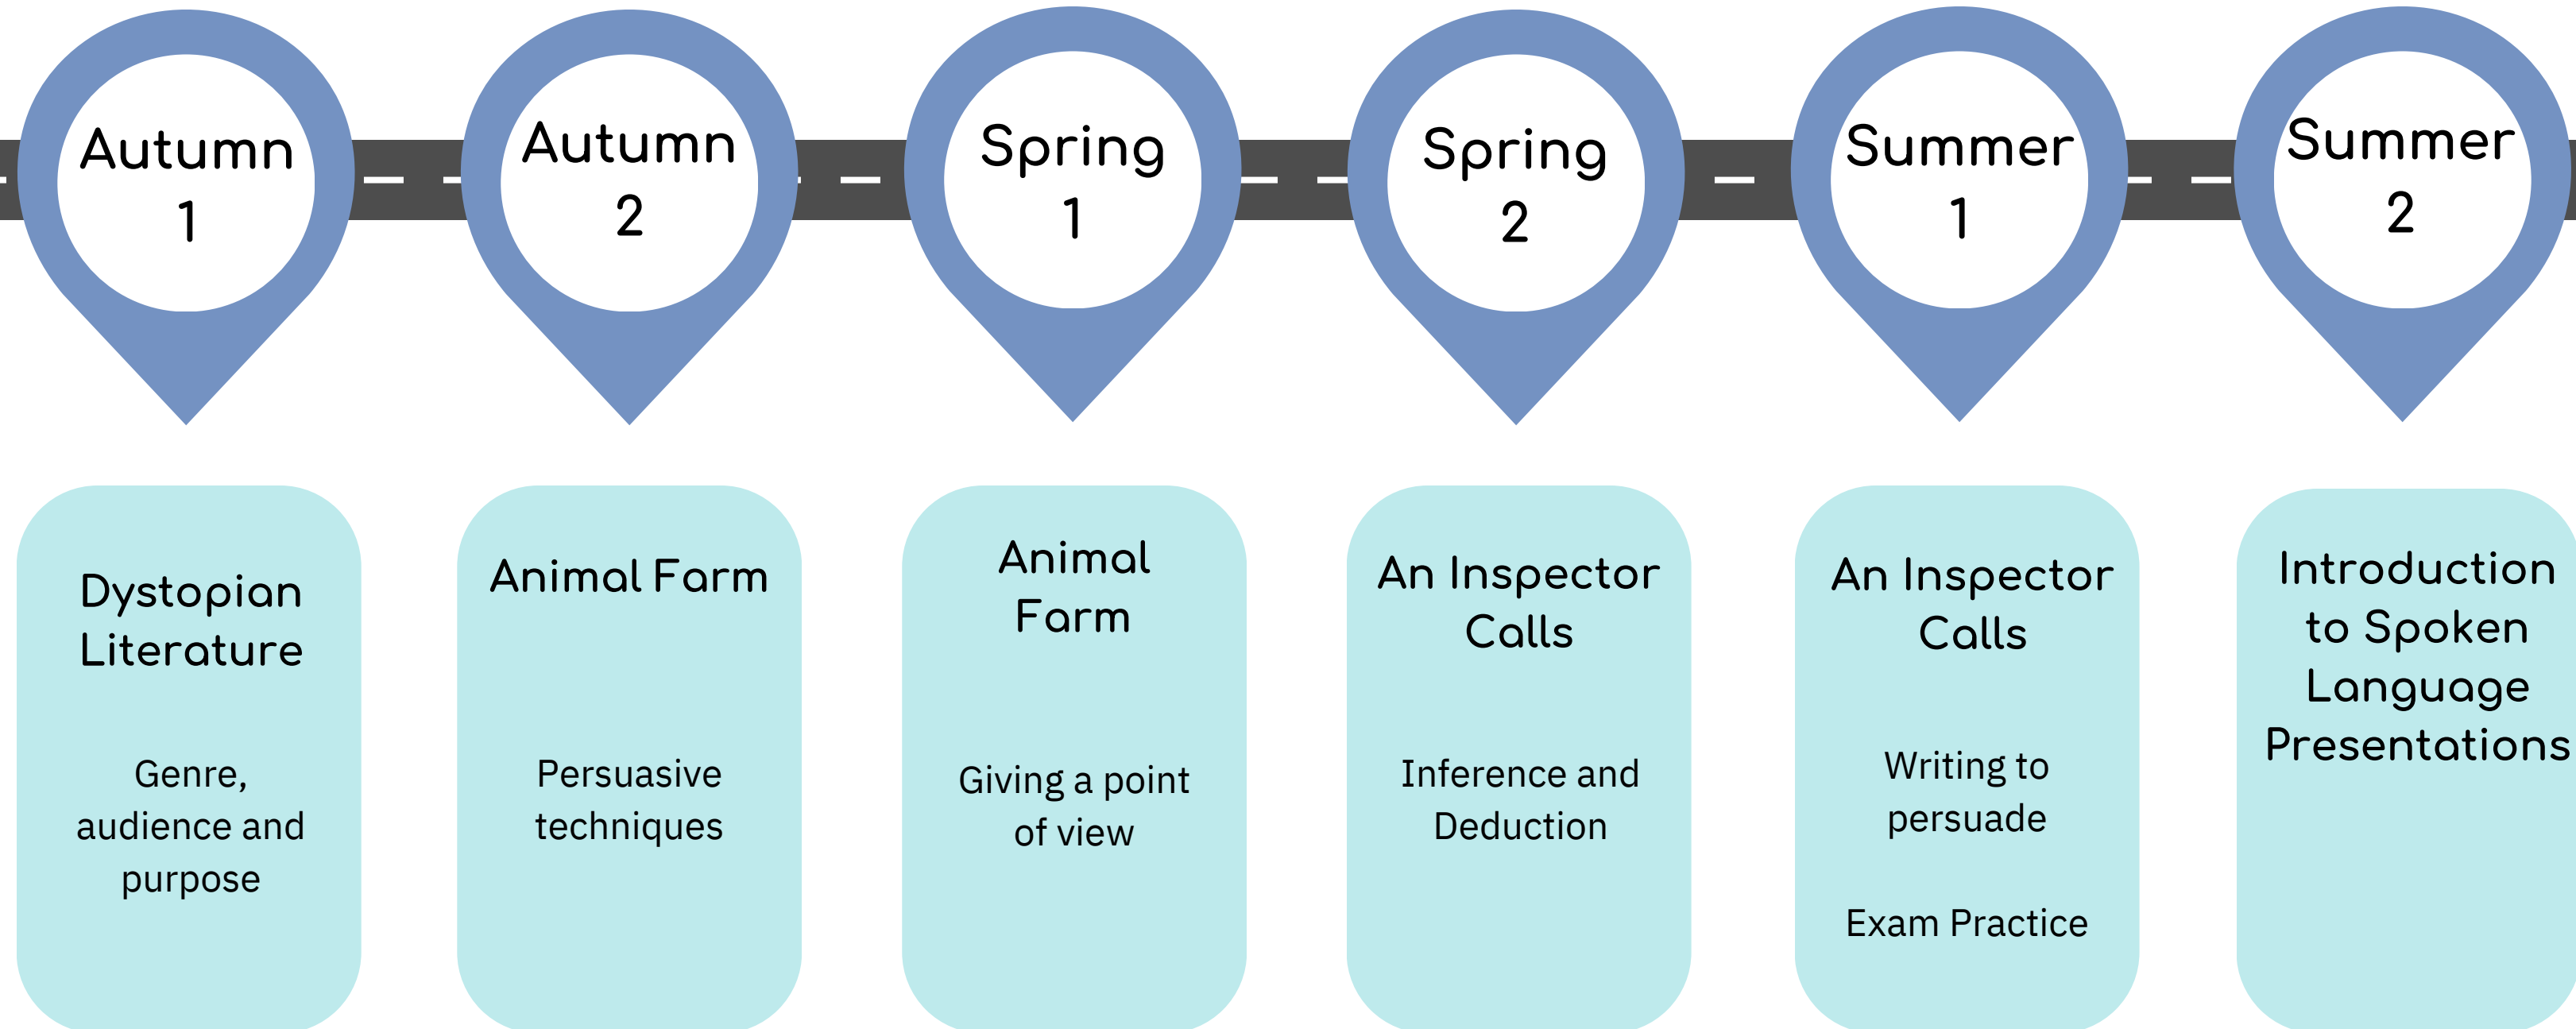 Autumn
1
Autumn
2
Spring
1
Spring
2
Summer
1
Summer
2
Dystopian
Literature
Genre,
audience and
purpose
Animal Farm
Persuasive
techniques
Animal
Farm
Giving a point
of view
An Inspector
Calls
Inference and
Deduction
An Inspector
Calls
Writing to
persuade
Exam Practice
Introduction
to Spoken
Language
Presentations